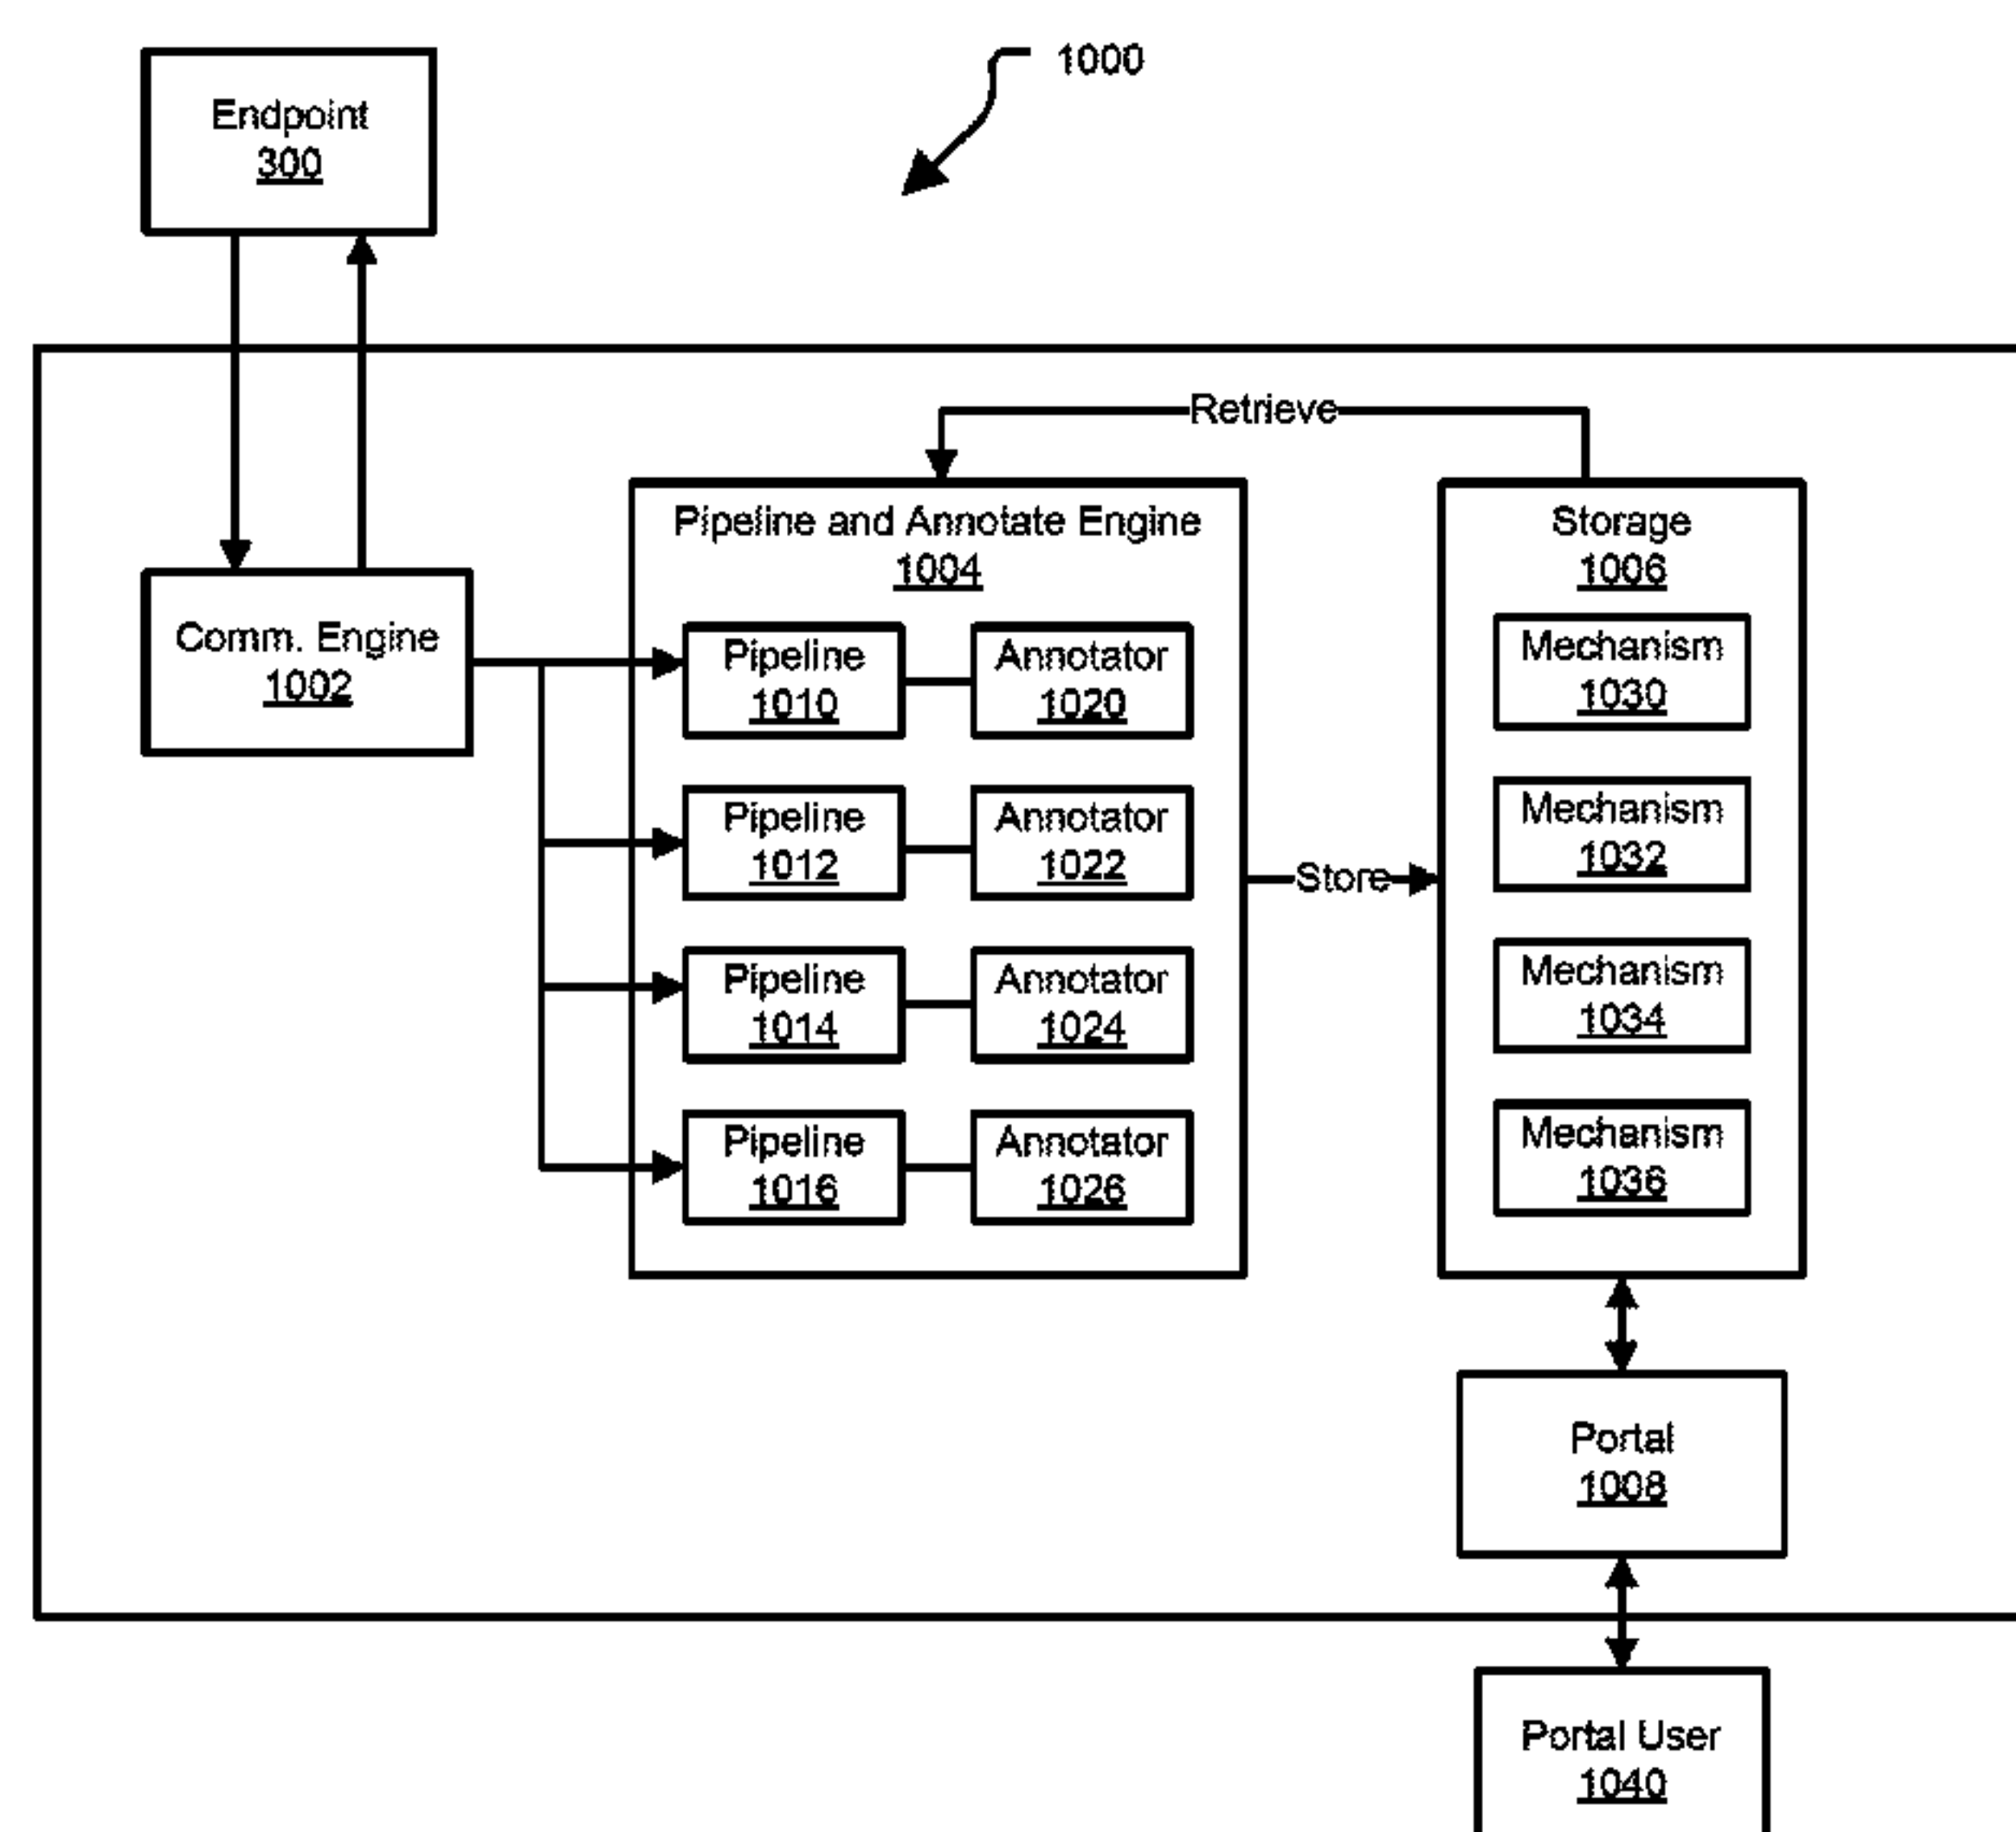 1000
Endpoint
300
Retrieve
Pipeline and Annotate Engine
1004
Storage
1006
Comm. Engine
1002
Pipeline
1010
Annotator
1020
Mechanism
1030
Pipeline
1012
Annotator
1022
Mechanism
1032
Store
Pipeline
1014
Annotator
1024
Mechanism
1034
Pipeline
1016
Annotator
1026
Mechanism
1036
Portal
1008
Portal User
1040